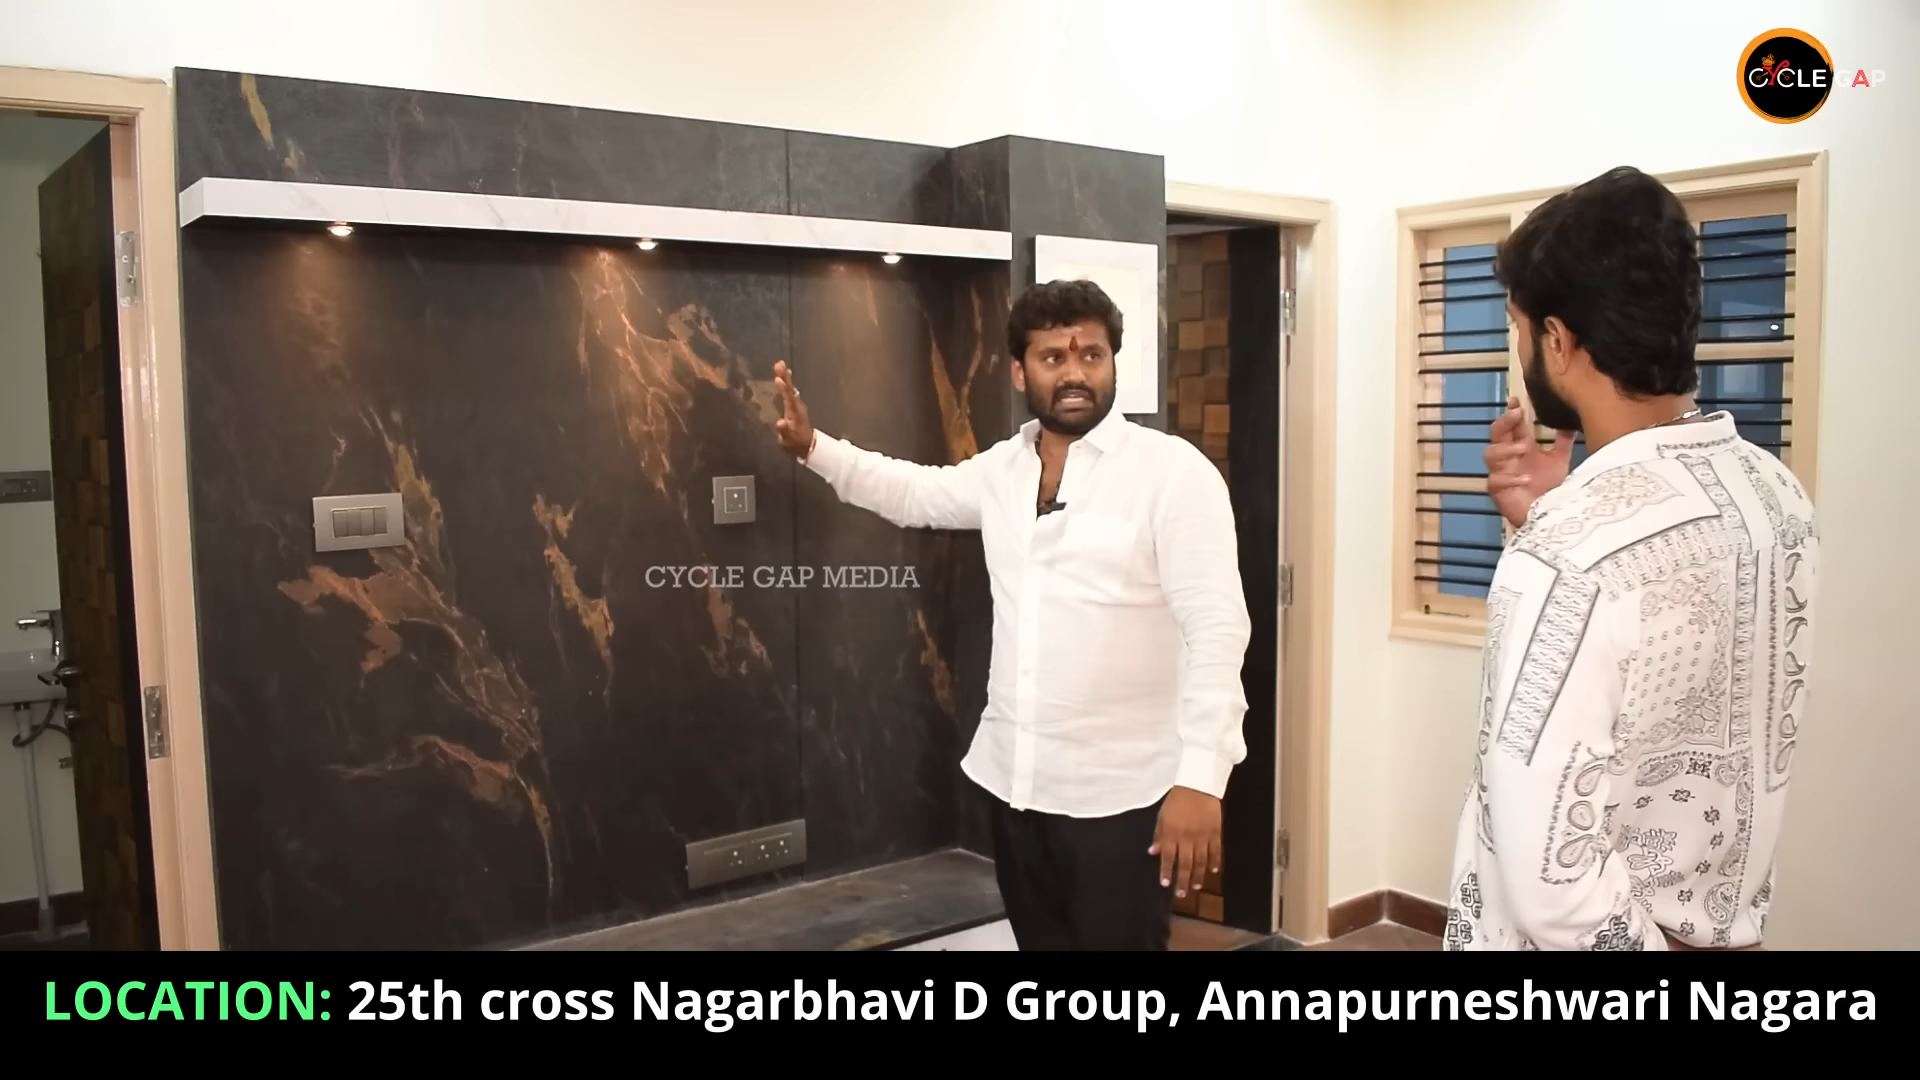 CYCLE GAP
CYCLE GAP MEDIA
LOCATION: 25th cross Nagarbhavi D Group, Annapurneshwari Nagara